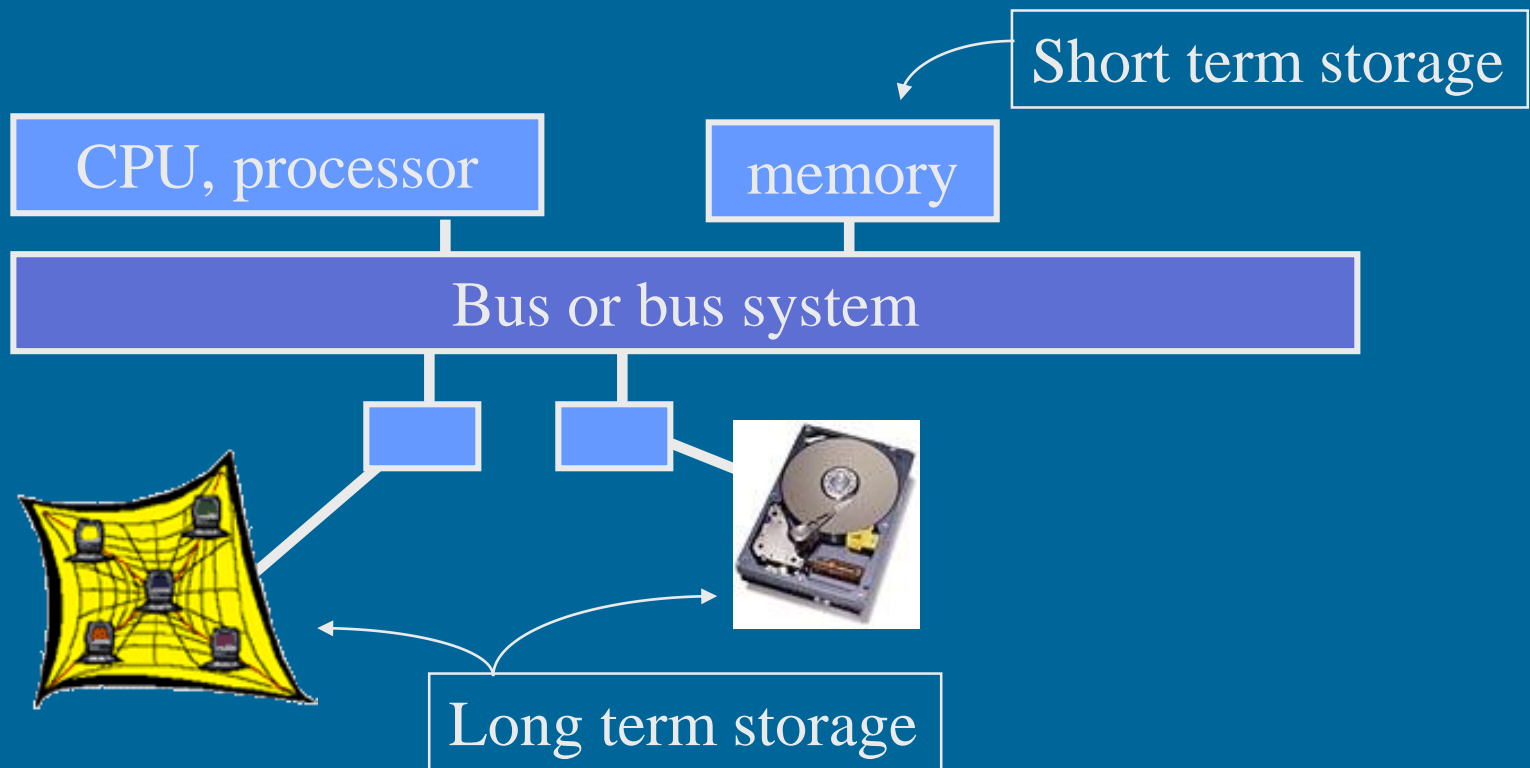 Short term storage
CPU, processor
memory
Bus or bus system
Long term storage